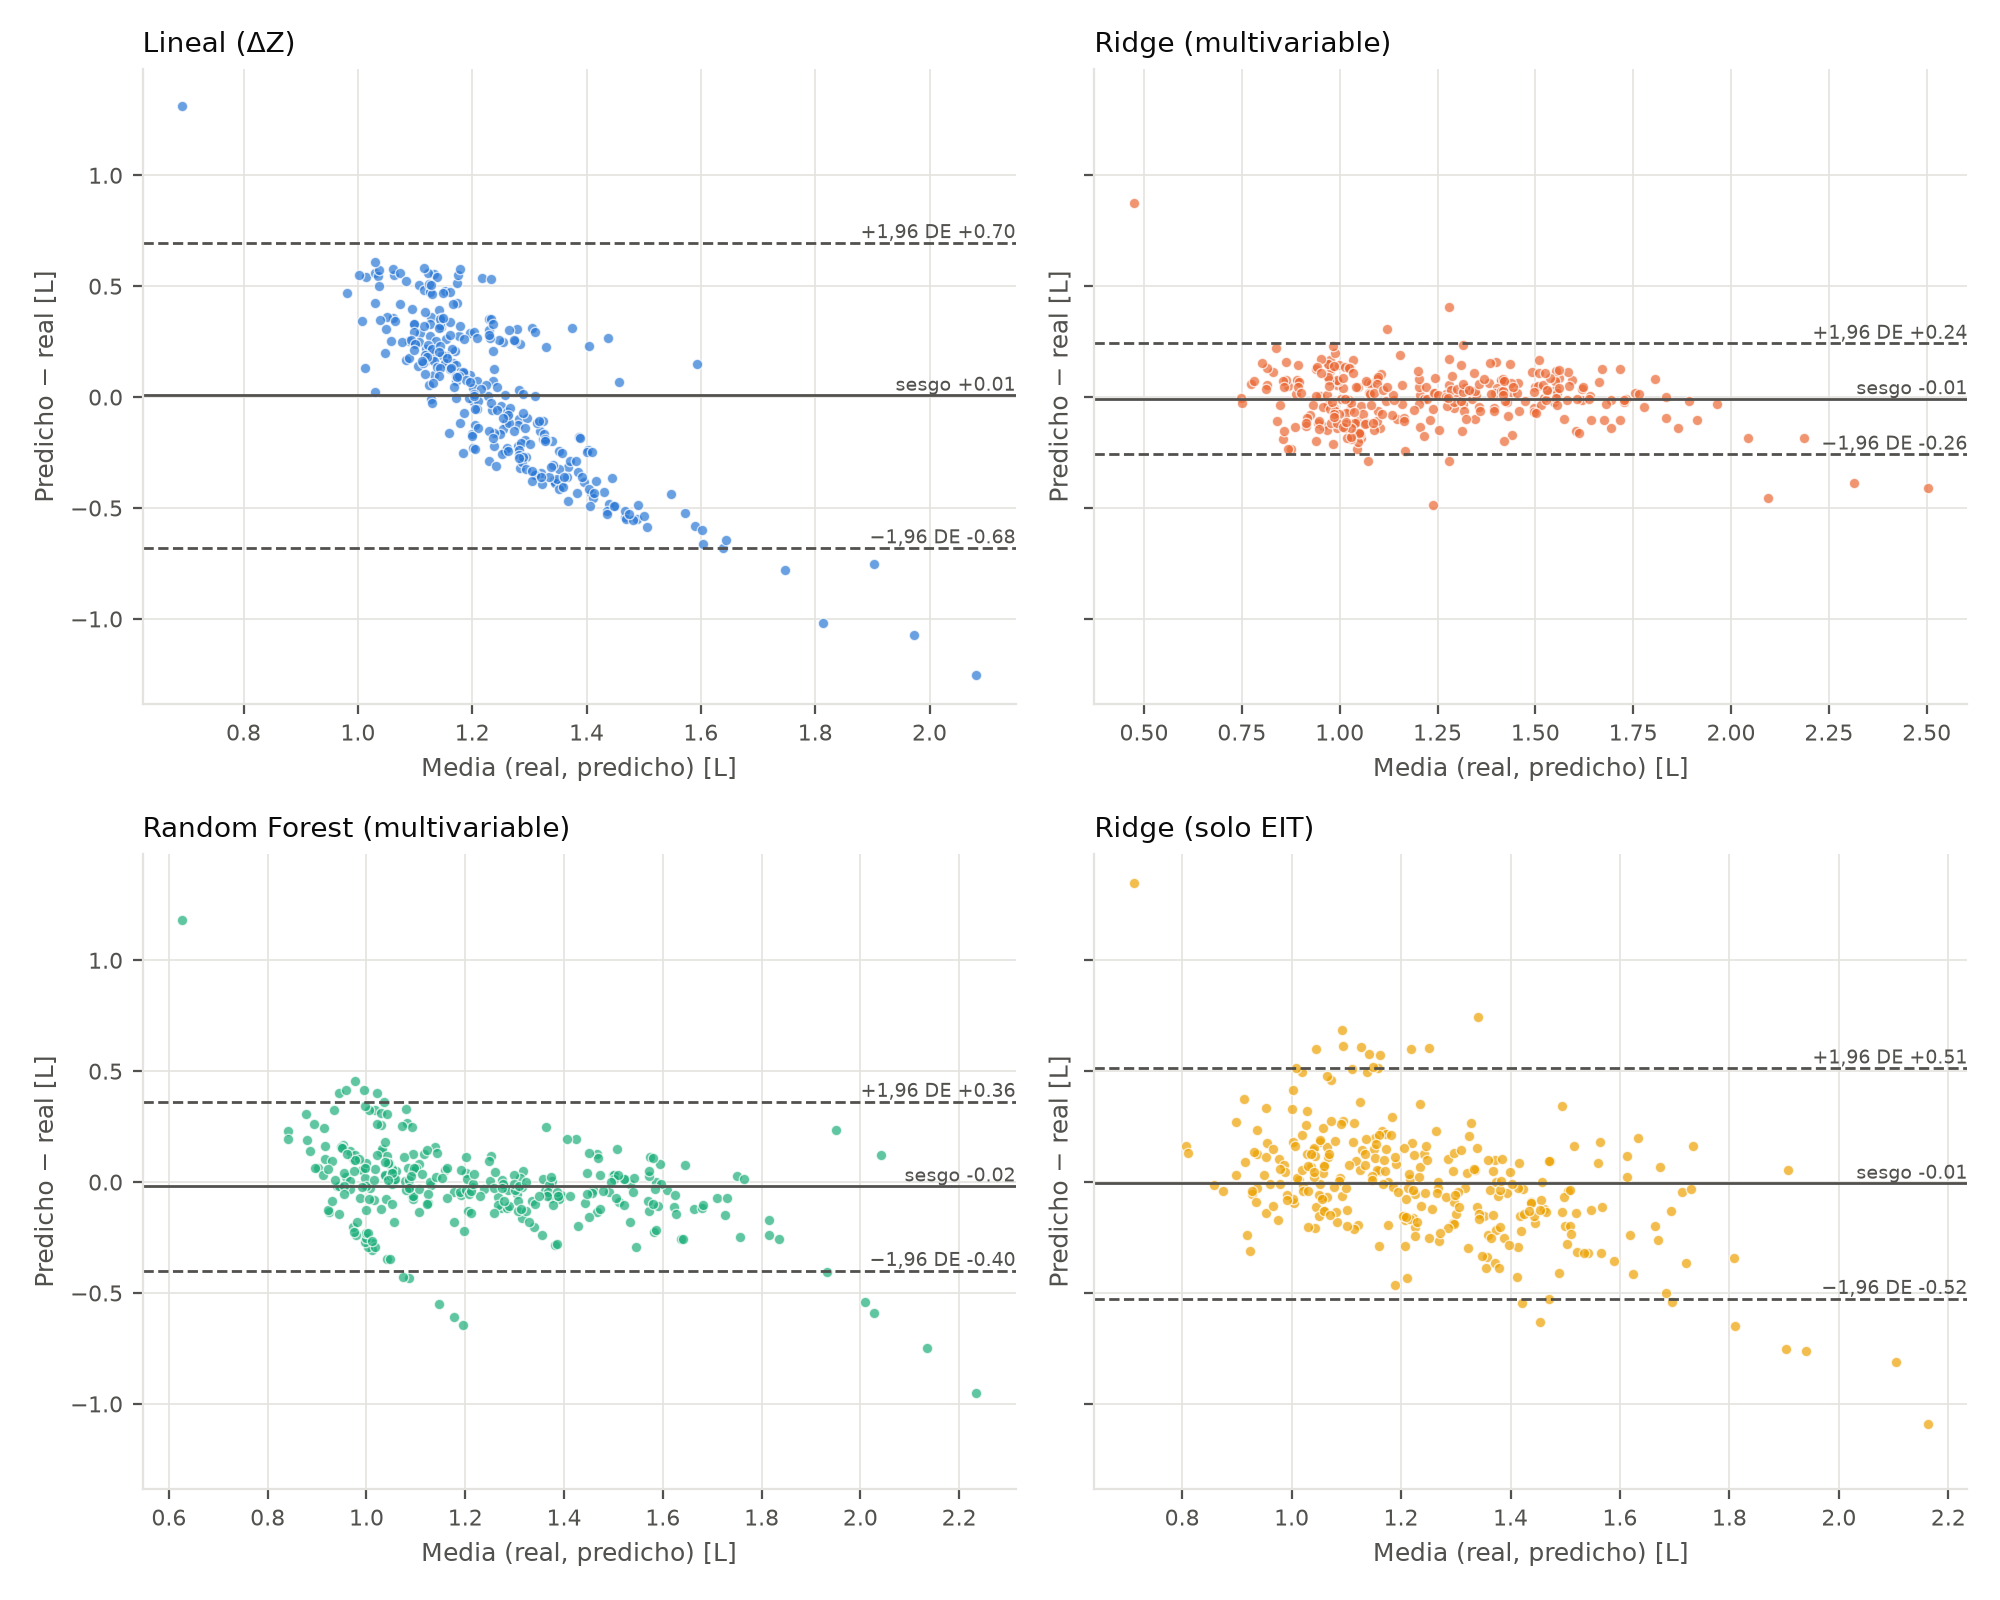 Lineal (ΔZ)
Predicho − real [L]
1.0
0.5
0.0
−0.5
−1.0
+1,96 DE +0.70
sesgo +0.01
−1,96 DE -0.68
0.8 1.0 1.2 1.4 1.6 1.8 2.0
Media (real, predicho) [L]
Ridge (multivariable)
Predicho − real [L]
+1,96 DE +0.24
sesgo -0.01
−1,96 DE -0.26
0.50 0.75 1.00 1.25 1.50 1.75 2.00 2.25 2.50
Media (real, predicho) [L]
Random Forest (multivariable)
Predicho − real [L]
1.0
0.5
0.0
−0.5
−1.0
+1,96 DE +0.36
sesgo -0.02
−1,96 DE -0.40
0.6 0.8 1.0 1.2 1.4 1.6 1.8 2.0 2.2
Media (real, predicho) [L]
Ridge (solo EIT)
Predicho − real [L]
+1,96 DE +0.51
sesgo -0.01
−1,96 DE -0.52
0.8 1.0 1.2 1.4 1.6 1.8 2.0 2.2
Media (real, predicho) [L]